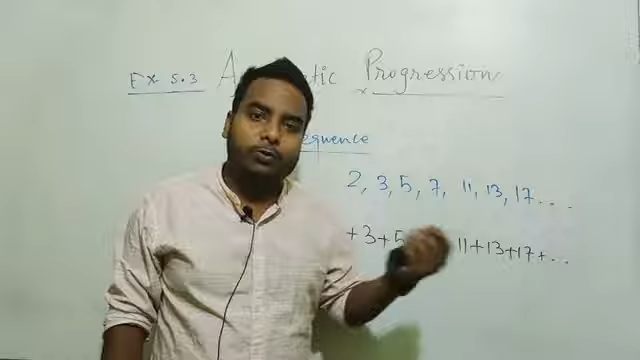 Ex 5.3 A tic Progression
equence
2, 3, 5, 7, 11, 13, 17....
+3+5 11+13+17+...